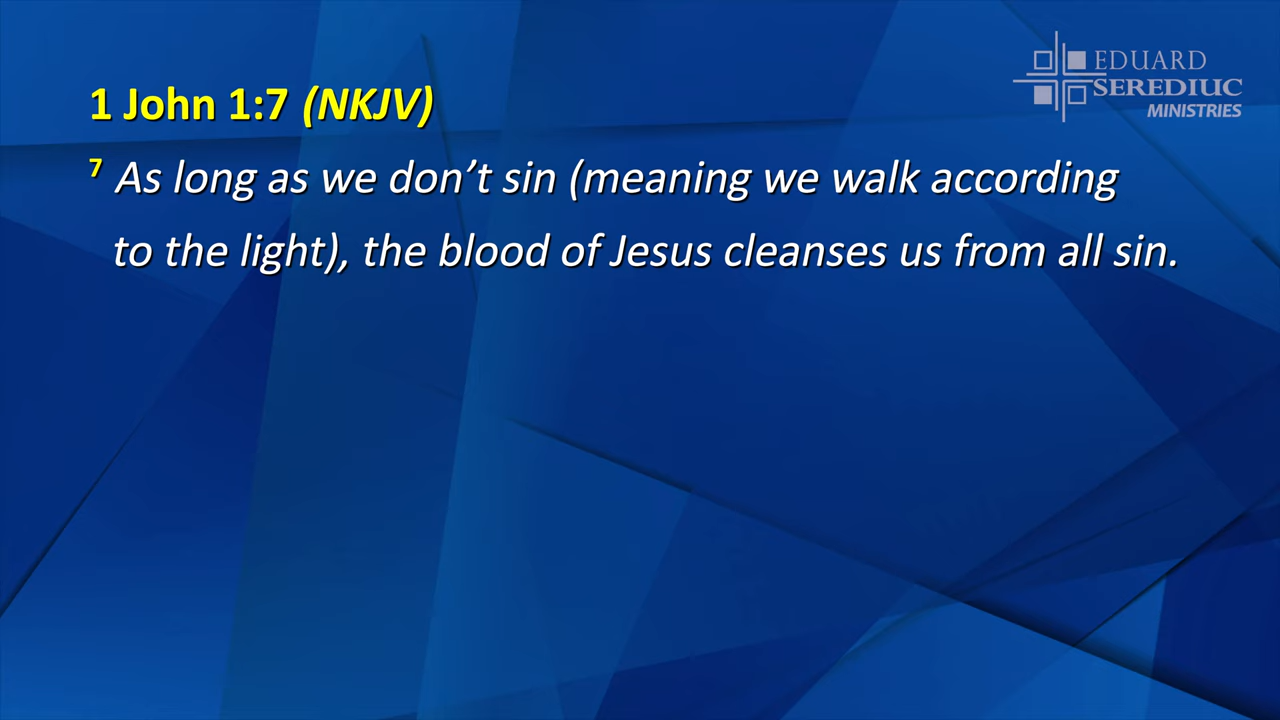 EDUARD
SEREDIUC
MINISTRIES
1 John 1:7 (NKJV)
7 As long as we don’t sin (meaning we walk according
to the light), the blood of Jesus cleanses us from all sin.